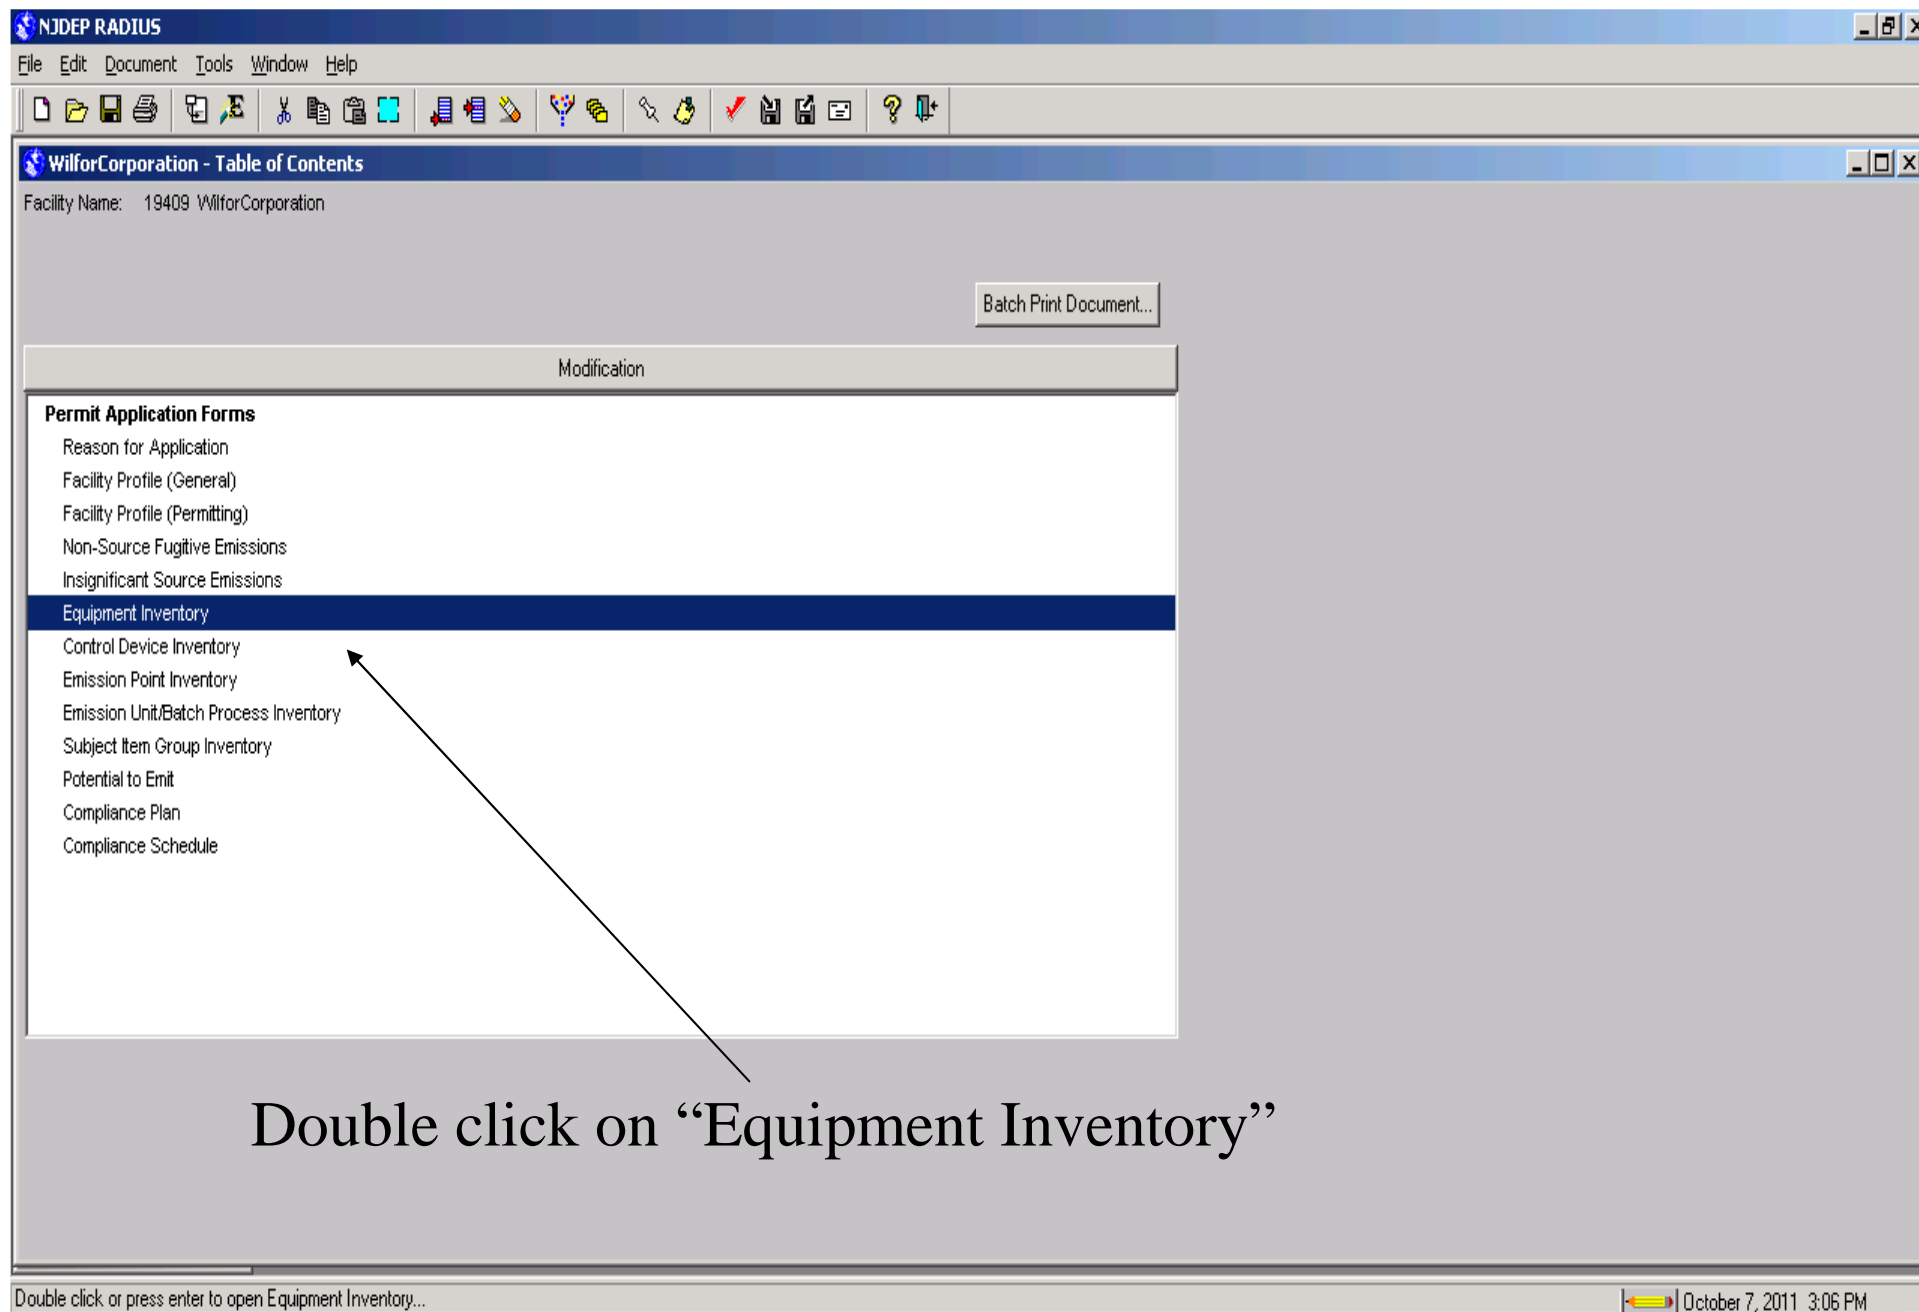 NJDEP RADIUS
File Edit Document Tools Window Help
WilforCorporation - Table of Contents
Facility Name: 19409 WilforCorporation
Batch Print Document...
Modification
Permit Application Forms
Reason for Application
Facility Profile (General)
Facility Profile (Permitting)
Non-Source Fugitive Emissions
Insignificant Source Emissions
Equipment Inventory
Control Device Inventory
Emission Point Inventory
Emission Unit/Batch Process Inventory
Subject Item Group Inventory
Potential to Emit
Compliance Plan
Compliance Schedule
Double click on “Equipment Inventory”
Double click or press enter to open Equipment Inventory...
October 7, 2011 3:06 PM